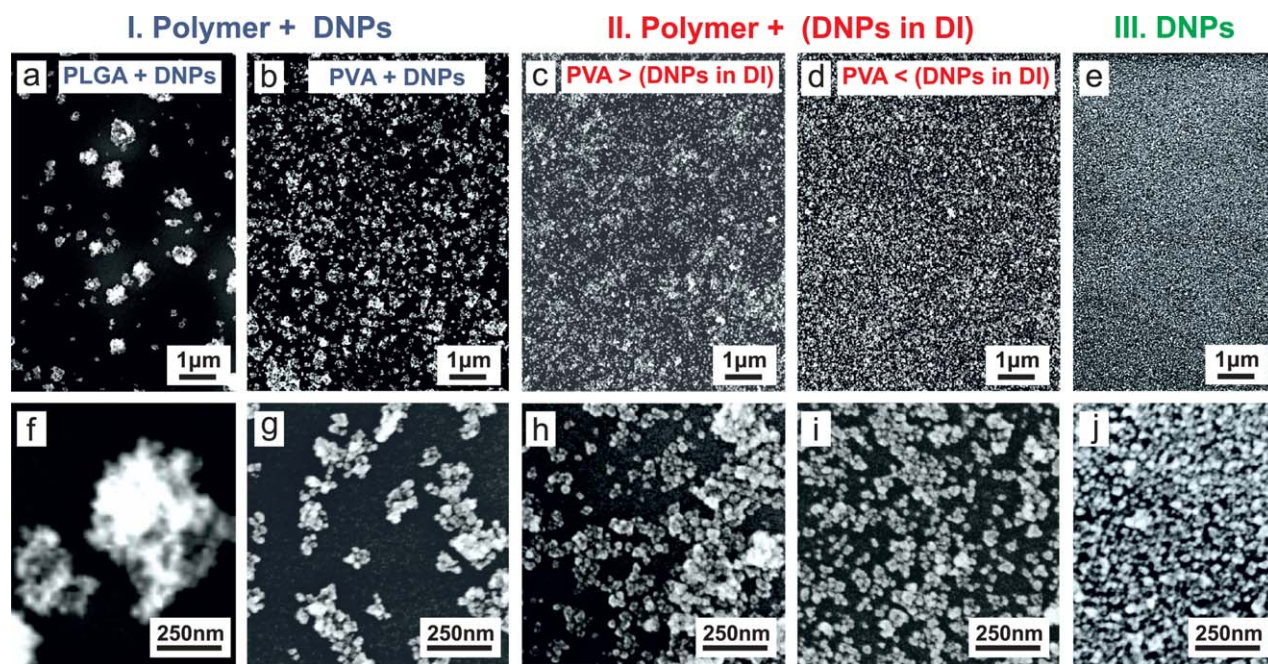 I. Polymer + DNPs
II. Polymer + (DNPs in DI)
III. DNPs
a
PLGA + DNPs
b
PVA + DNPs
c
PVA > (DNPs in DI)
d
PVA < (DNPs in DI)
e
1µm
1µm
1µm
1µm
1µm
f
g
h
i
j
250nm
250nm
250nm
250nm
250nm